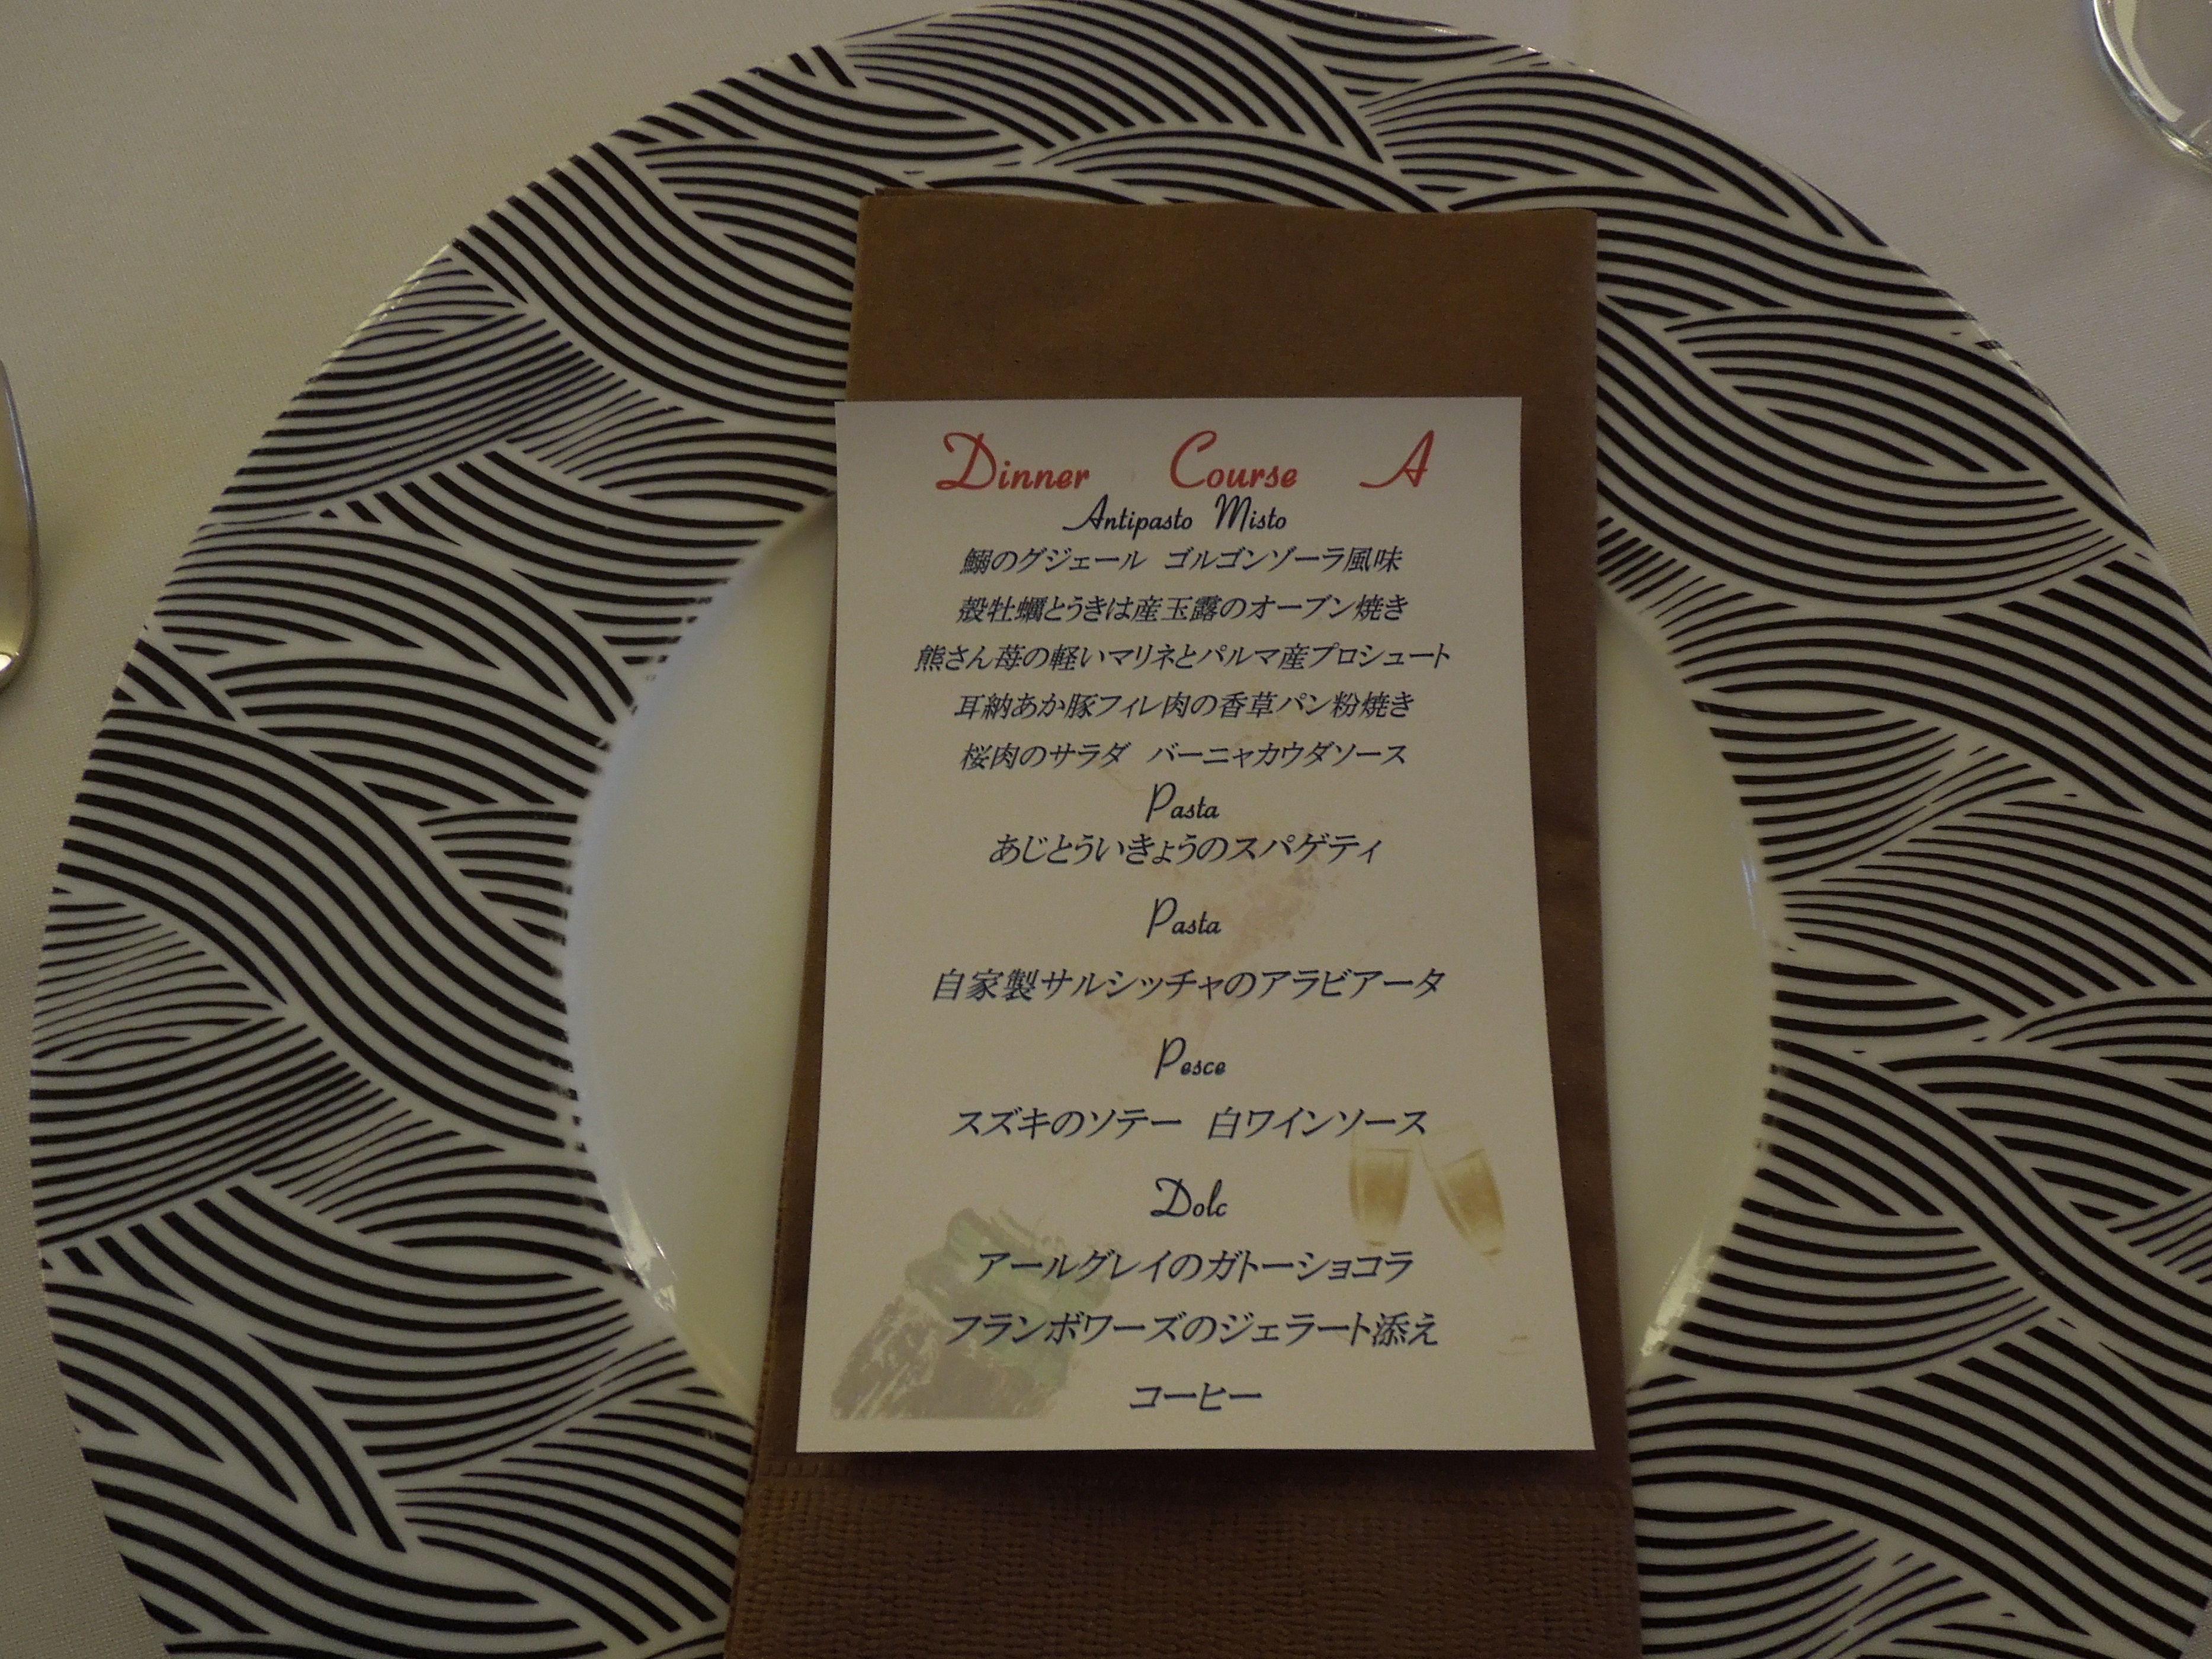 Dinner Course A
Antipasto Misto
鰯のグジェール ゴルゴンゾーラ風味
殻牡蠣とうきは産玉露のオーブン焼き
熊さん苺の軽いマリネとパルマ産プロシュート
耳納あか豚フィレ肉の香草パン粉焼き
桜肉のサラダ バーニャカウダソース
Pasta
あじとういきょうのスパゲティ
Pasta
自家製サルシッチャのアラビアータ
Pesce
スズキのソテー 白ワインソース
Dolc
アールグレイのガトーショコラ
フランボワーズのジェラート添え
コーヒー